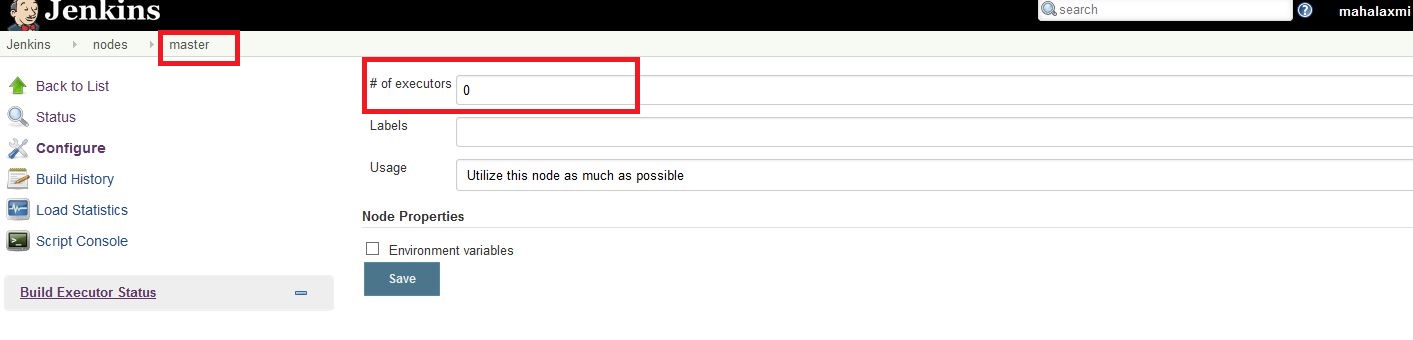 Jenkins
search
mahalaxmi
Jenkins nodes master
Back to List
Status
Configure
Build History
Load Statistics
Script Console
Build Executor Status
# of executors 0
Labels
Usage Utilize this node as much as possible
Node Properties
Environment variables
Save